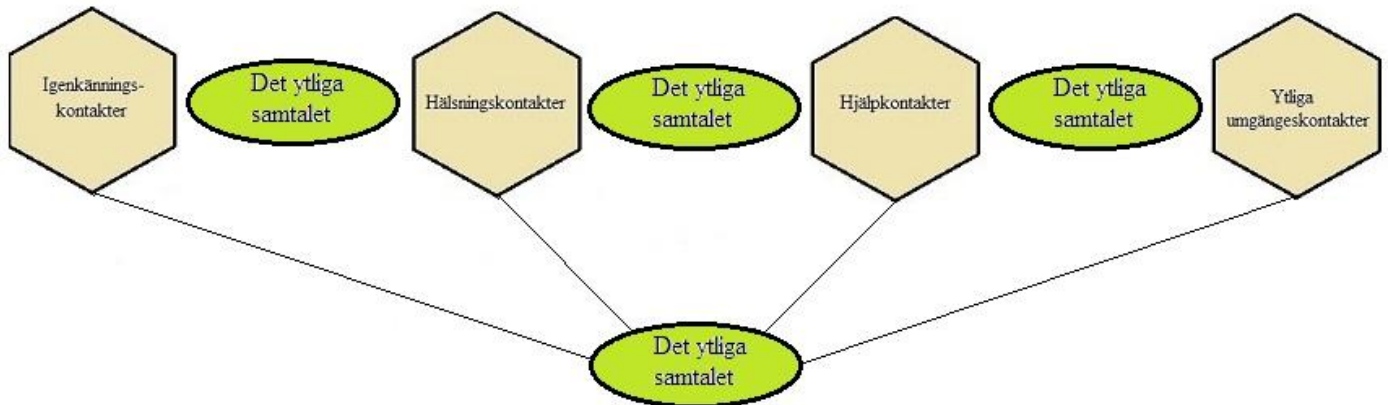 Igenkännings-
kontakter
Det ytliga
samtalet
Hälsningskontakter
Det ytliga
samtalet
Hjälpkontakter
Det ytliga
samtalet
Ytliga
umgängeskontakter
Det ytliga
samtalet